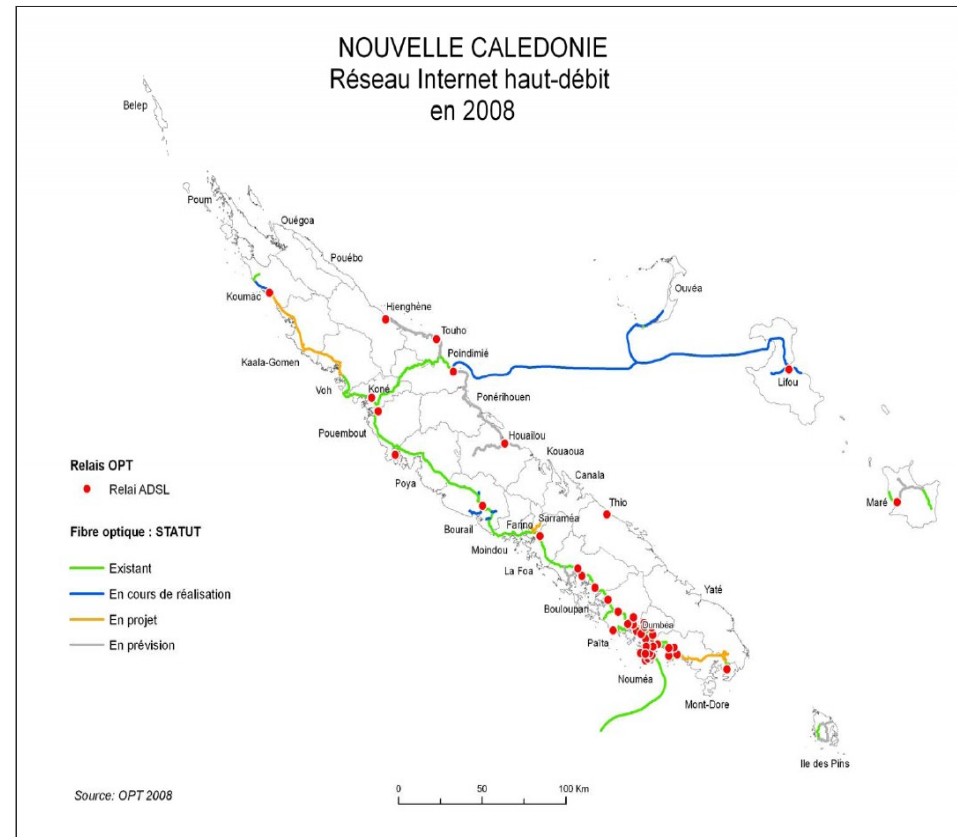 NOUVELLE CALEDONIE
Réseau Internet haut-débit
en 2008
Belep
Poum
Ouégoa
Pouébo
Ouvéa
Koumac
Hienghène
Touho
Poindimié
Kaala-Gomen
Lifou
Voh
Koné
Ponérihouen
Pouembout
Houaïlou
Kouaoua
Relais OPT
Canala
Relai ADSL
Poya
Thio
Maré
Fibre optique : STATUT
Bourail
Farino
Sarraméa
Moindou
Existant
La Foa
En cours de réalisation
Yaté
Bouloupari
En projet
Dumbéa
En prévision
Païta
Nouméa
Mont-Dore
Ile des Pins
Source: OPT 2008
0 50 100 Km